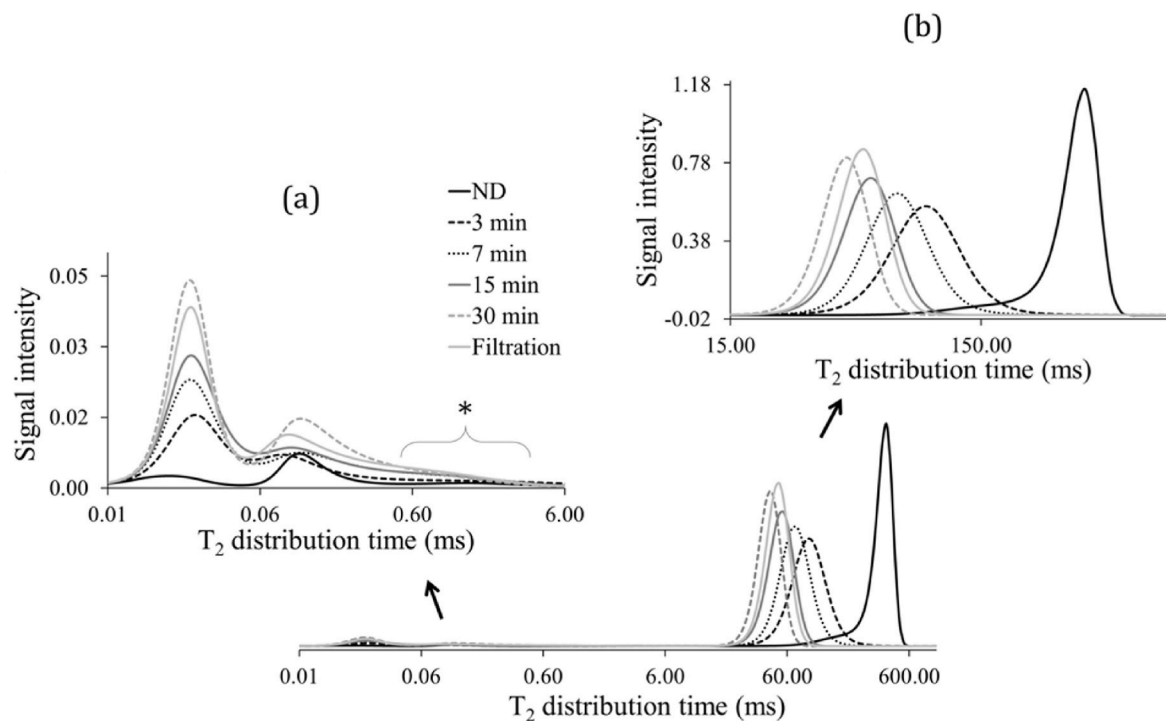 (b)
1.18
0.78
0.38
-0.02
Signal intensity
15.00 150.00
T₂ distribution time (ms)
(a)
ND
3 min
7 min
15 min
30 min
Filtration
*
0.05
0.03
0.02
0.00
Signal intensity
0.01 0.06 0.60 6.00
T₂ distribution time (ms)
0.01 0.06 0.60 6.00 60.00 600.00
T₂ distribution time (ms)